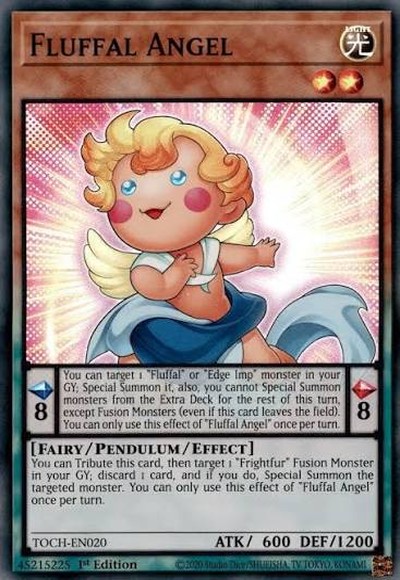 FLUFFAL ANGEL
LIGHT
光
You can target 1 "Fluffal" or "Edge Imp" monster in your
GY; Special Summon it, also, you cannot Special Summon
monsters from the Extra Deck for the rest of this turn,
except Fusion Monsters (even if this card leaves the field).
You can only use this effect of "Fluffal Angel" once per turn.
8 8
[FAIRY/PENDULUM/EFFECT]
You can Tribute this card, then target 1 "Frightfur" Fusion Monster
in your GY; discard 1 card, and if you do, Special Summon
the targeted monster. You can only use this effect of "Fluffal Angel"
once per turn.
TOCH-EN020 ATK/ 600 DEF/1200
45215225 1st Edition ©2020 Studio Dice/SHUEISHA, TV TOKYO, KONAMI